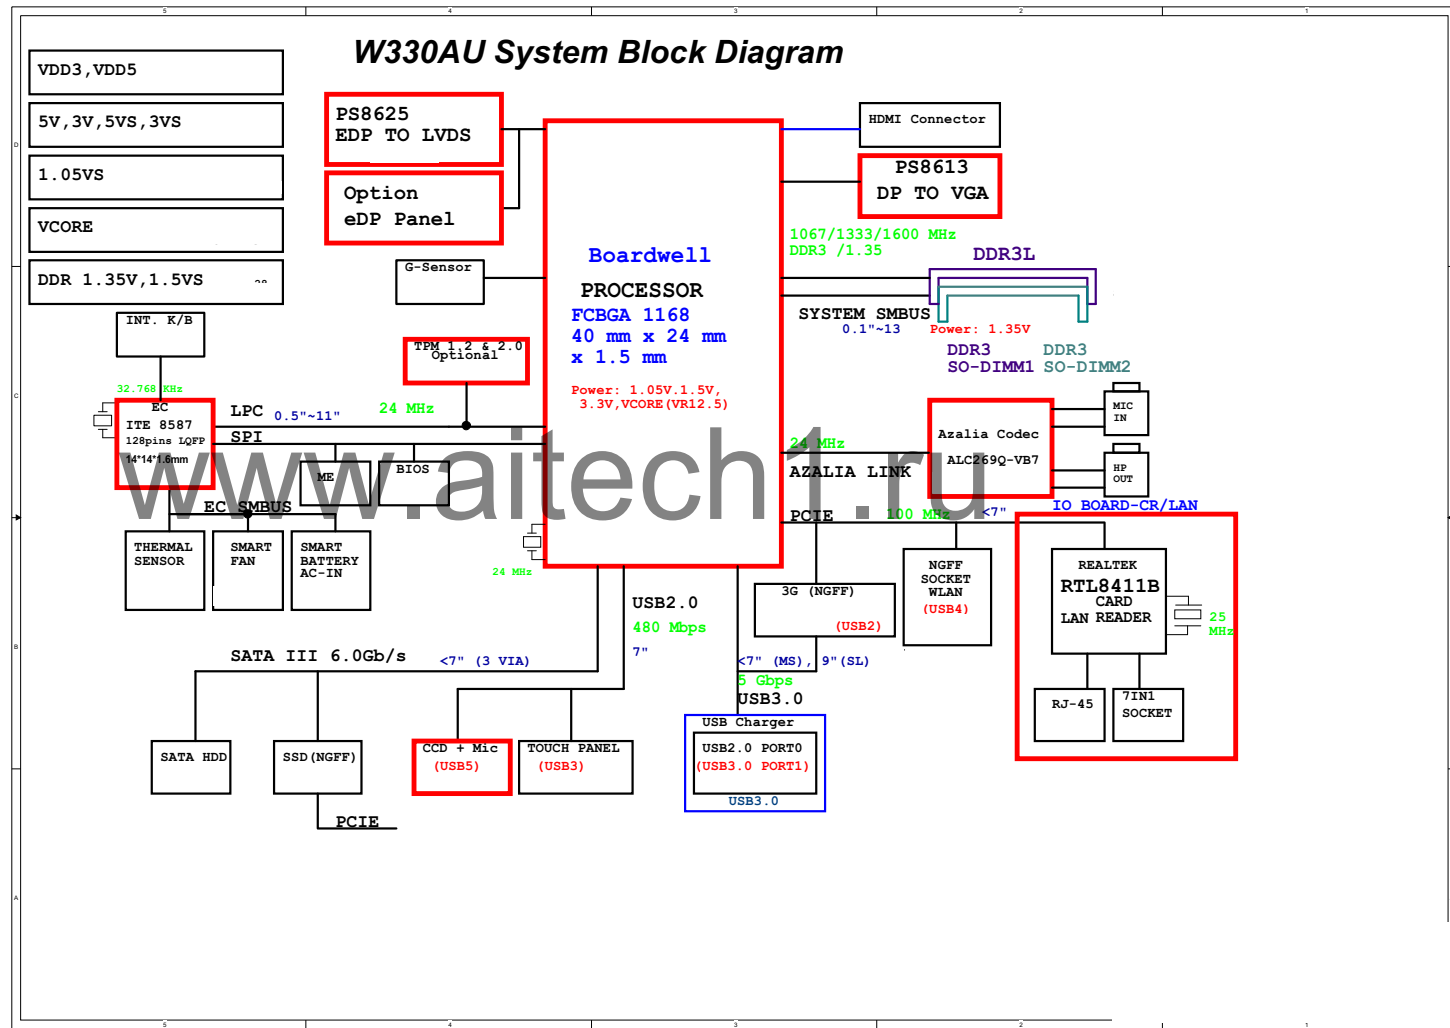 W330AU System Block Diagram
VDD3,VDD5
5V,3V,5VS,3VS
1.05VS
VCORE
DDR 1.35V,1.5VS
PS8625
EDP TO LVDS
Option
eDP Panel
G-Sensor
TPM 1.2 & 2.0
Optional
INT. K/B
32.768 KHz
EC
ITE 8587
128pins LQFP
14*14*1.6mm
LPC
0.5"~11"
24 MHz
SPI
ME
BIOS
EC SMBUS
THERMAL
SENSOR
SMART
FAN
SMART
BATTERY
AC-IN
24 MHz
Boardwell
PROCESSOR
FCBGA 1168
40 mm x 24 mm
x 1.5 mm
Power: 1.05V.1.5V,
3.3V,VCORE(VR12.5)
HDMI Connector
PS8613
DP TO VGA
1067/1333/1600 MHz
DDR3 /1.35
DDR3L
SYSTEM SMBUS
0.1"~13
Power: 1.35V
DDR3
SO-DIMM1
DDR3
SO-DIMM2
24 MHz
AZALIA LINK
Azalia Codec
ALC269Q-VB7
MIC
IN
HP
OUT
PCIE
100 MHz
<7"
IO BOARD-CR/LAN
3G (NGFF)
(USB2)
NGFF
SOCKET
WLAN
(USB4)
REALTEK
RTL8411B
CARD
LAN READER
25
MHz
RJ-45
7IN1
SOCKET
USB2.0
480 Mbps
7"
SATA III 6.0Gb/s
<7" (3 VIA)
<7" (MS), 9"(SL)
5 Gbps
USB3.0
SATA HDD
SSD(NGFF)
PCIE
CCD + Mic
(USB5)
TOUCH PANEL
(USB3)
USB Charger
USB2.0 PORT0
(USB3.0 PORT1)
USB3.0
www.aitech1.ru
5
4
3
2
1
5
4
3
2
1
D
C
B
A